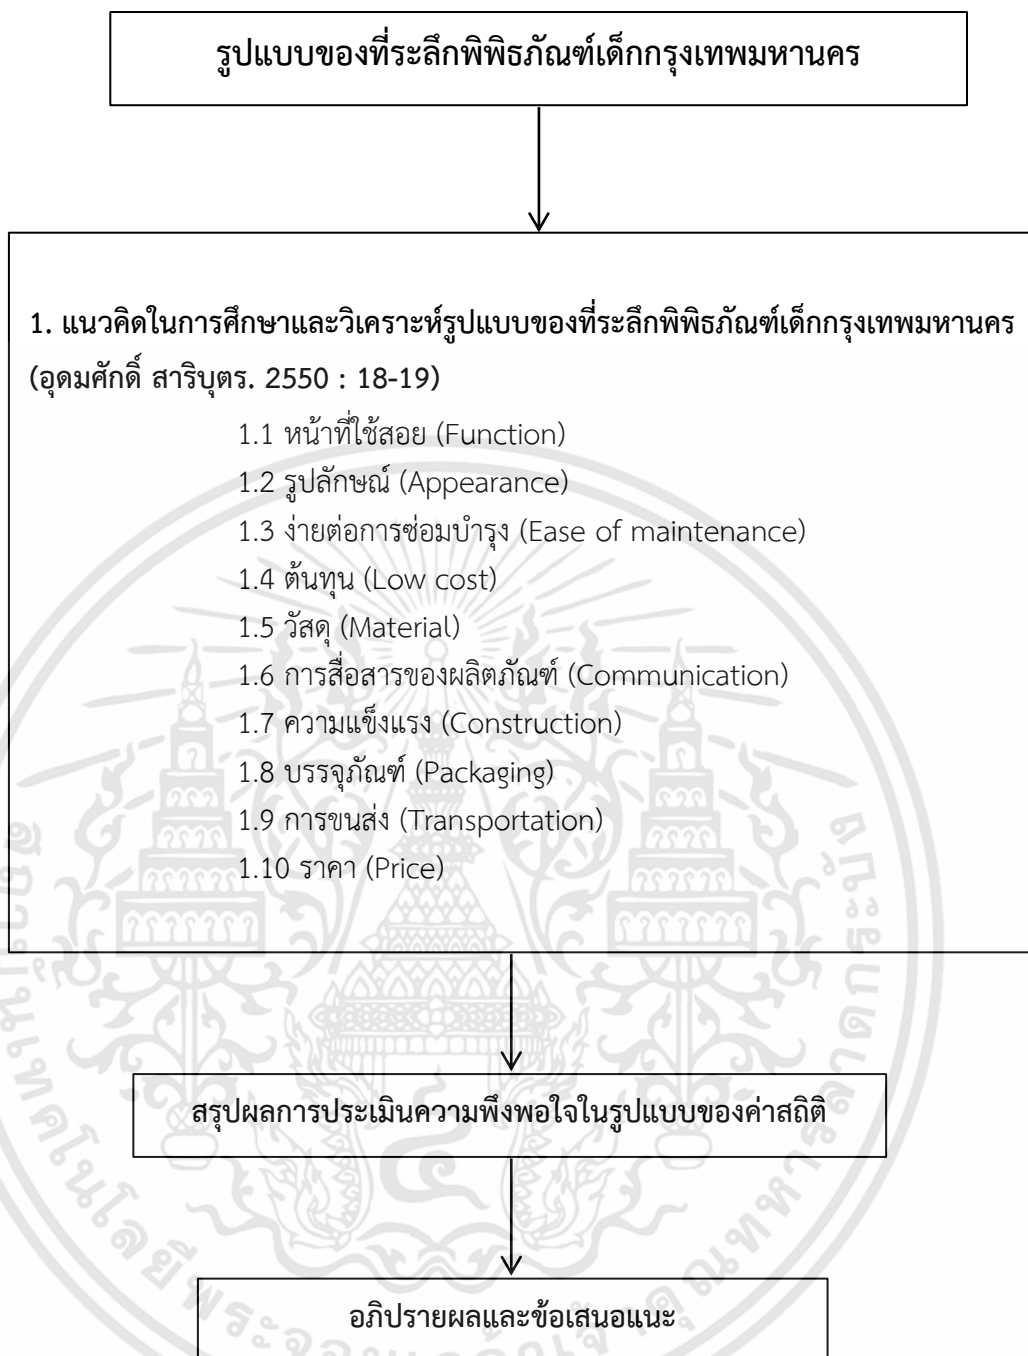 รูปแบบของที่ระลึกพิพิธภัณฑ์เด็กกรุงเทพมหานคร
1. แนวคิดในการศึกษาและวิเคราะห์รูปแบบของที่ระลึกพิพิธภัณฑ์เด็กกรุงเทพมหานคร
(อุดมศักดิ์ สาริบุตร. 2550 : 18-19)
1.1 หน้าที่ใช้สอย (Function)
1.2 รูปลักษณ์ (Appearance)
1.3 ง่ายต่อการซ่อมบำรุง (Ease of maintenance)
1.4 ต้นทุน (Low cost)
1.5 วัสดุ (Material)
1.6 การสื่อสารของผลิตภัณฑ์ (Communication)
1.7 ความแข็งแรง (Construction)
1.8 บรรจุภัณฑ์ (Packaging)
1.9 การขนส่ง (Transportation)
1.10 ราคา (Price)
สรุปผลการประเมินความพึงพอใจในรูปแบบของค่าสถิติ
อภิปรายผลและข้อเสนอแนะ